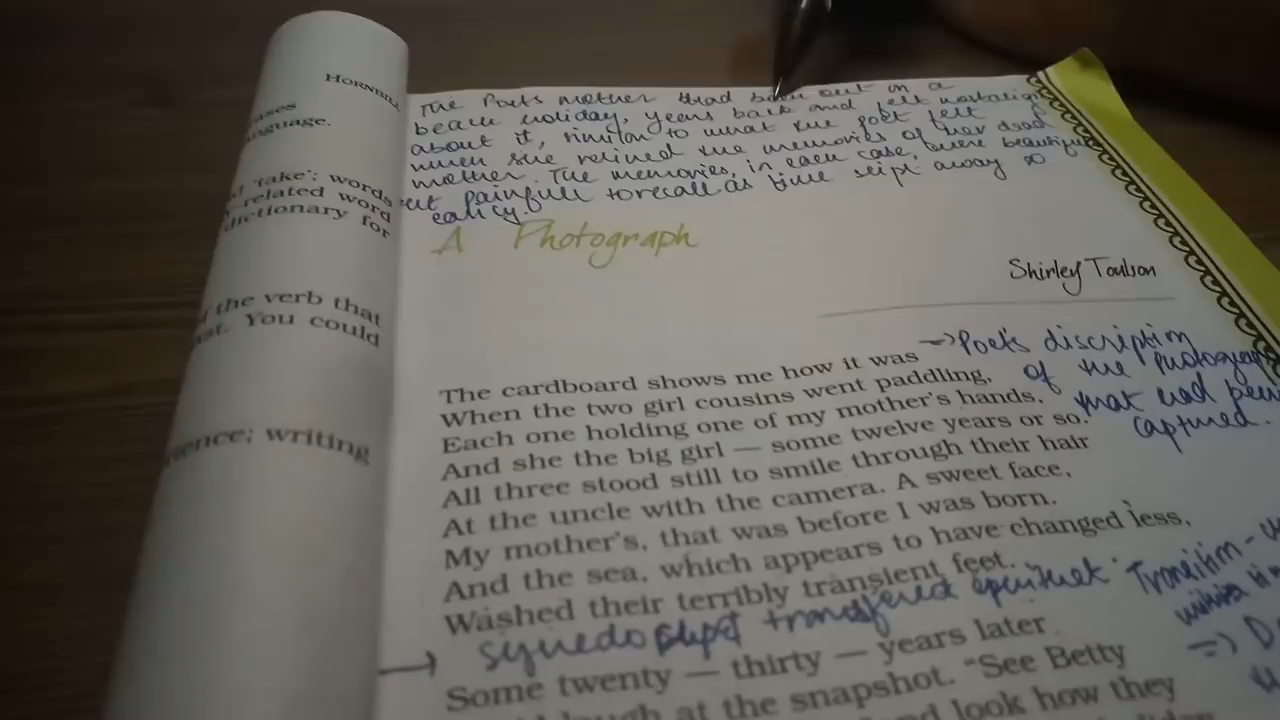 HORNBILL
nguage.
'take'; words
related word
dictionary for
the verb that
You could
writing
The Poets mother had been out on a
beach holiday, years back and felt nostalgic
about it, similar to what the poet felt
when she relived the memories of her dead
mother. The memories, in each case, were beautiful
but painfull to recall as time slipt away so
easily.
A Photograph
Shirley Toulson
The cardboard shows me how it was
When the two girl cousins went paddling,
Each one holding one of my mother's hands,
And she the big girl — some twelve years or so.
All three stood still to smile through their hair
At the uncle with the camera. A sweet face,
My mother's, that was before I was born.
And the sea, which appears to have changed less,
Washed their terribly transient feet.
→ Poet's discription
of the Photograph
that had been
captured.
transfered epithet
Transition -
Some twenty — thirty — years later
laugh at the snapshot. "See Betty
look how they